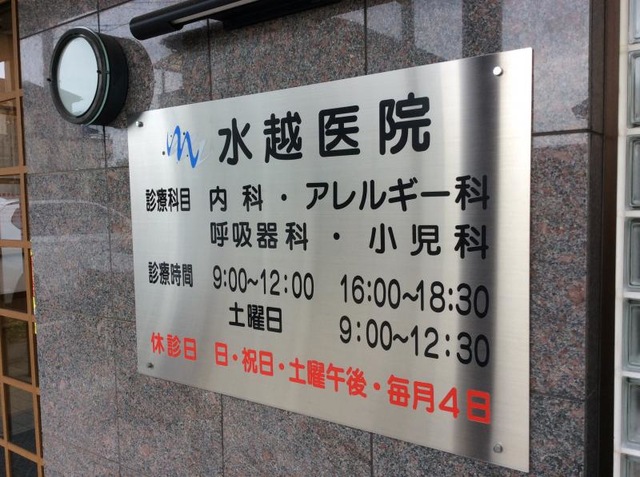 水越医院
診療科目 内科・アレルギー科
呼吸器科・小児科
診療時間 9:00~12:00 16:00~18:30
土曜日 9:00~12:30
休診日 日・祝日・土曜午後・毎月4日